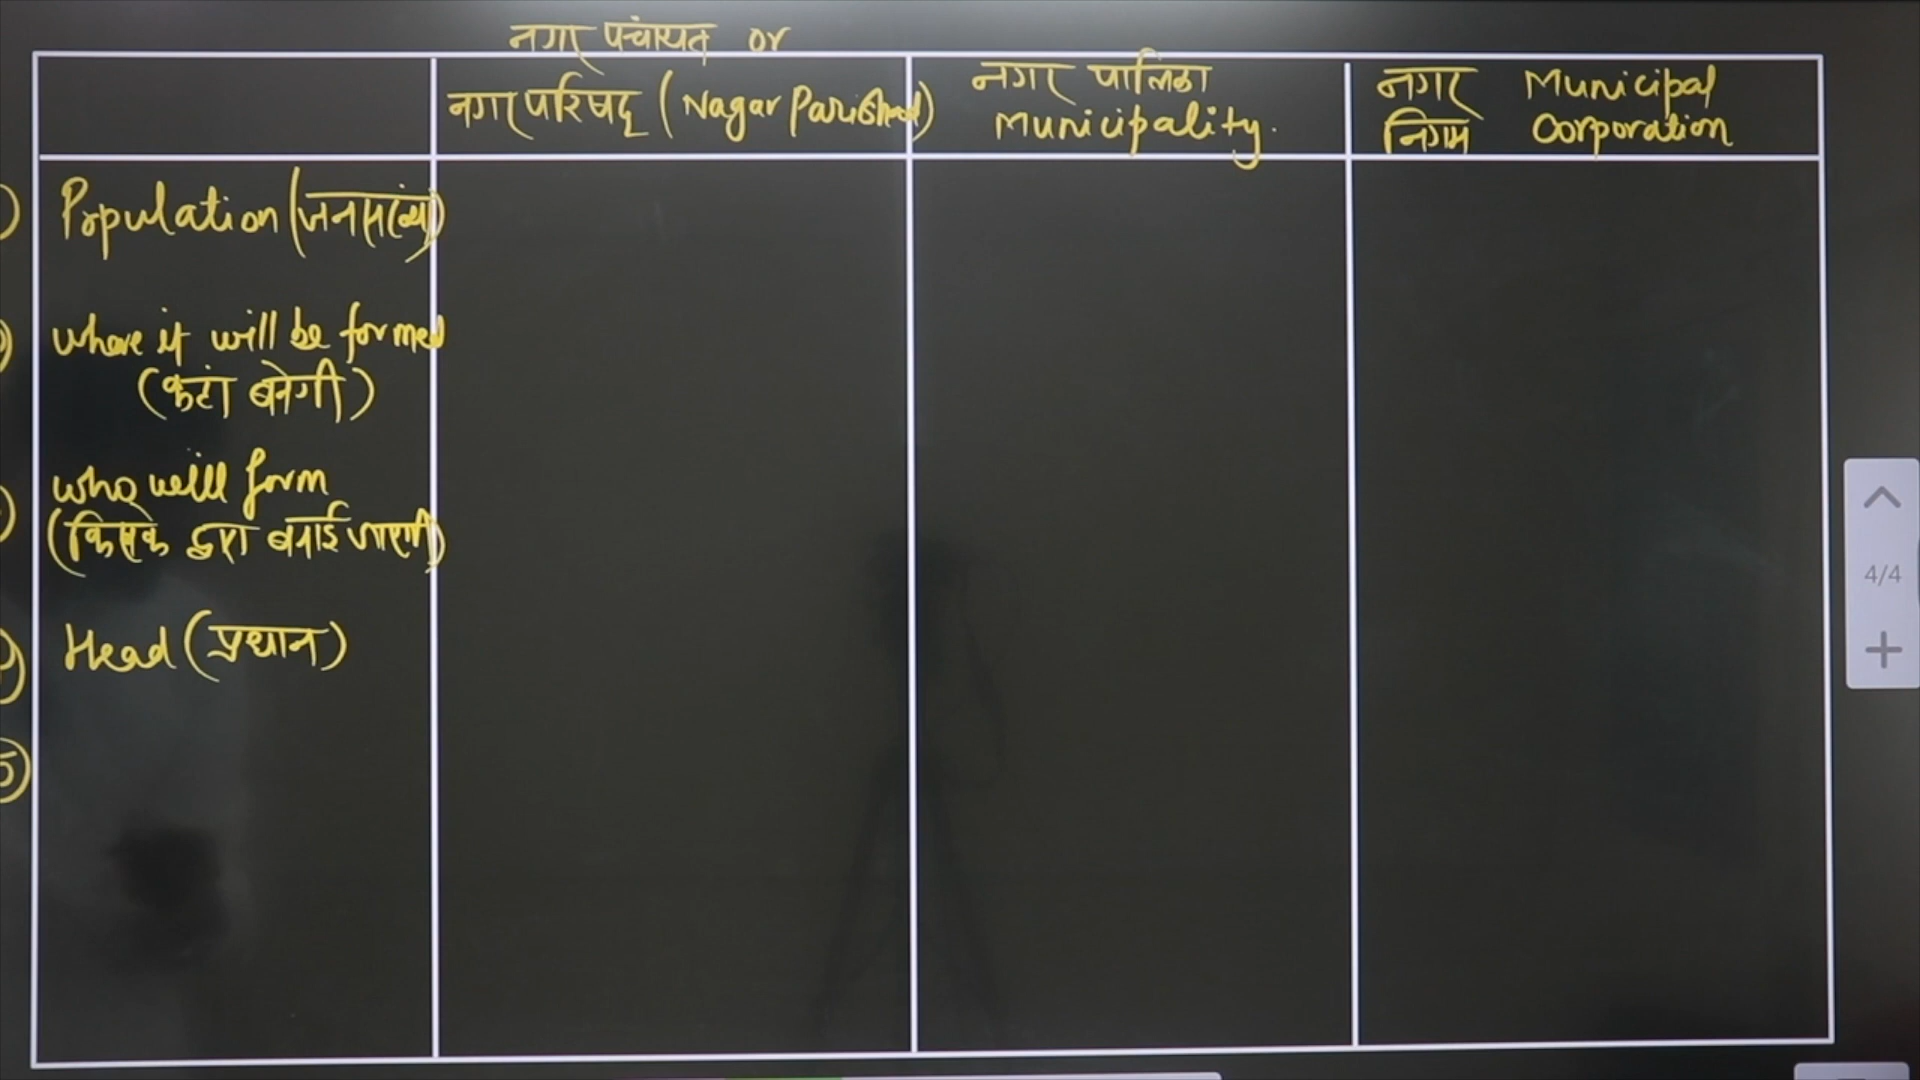 नगर पंचायत or
नगर परिषद ( Nagar Parishad)
नगर पालिका
Municipality.
नगर Municipal
निगम Corporation
Population (जनसंख्या)
where it will be formed
(कहां बनेगी)
who will form
(किसके द्वारा बनाई जाएगी)
Head (प्रधान)
5
4/4